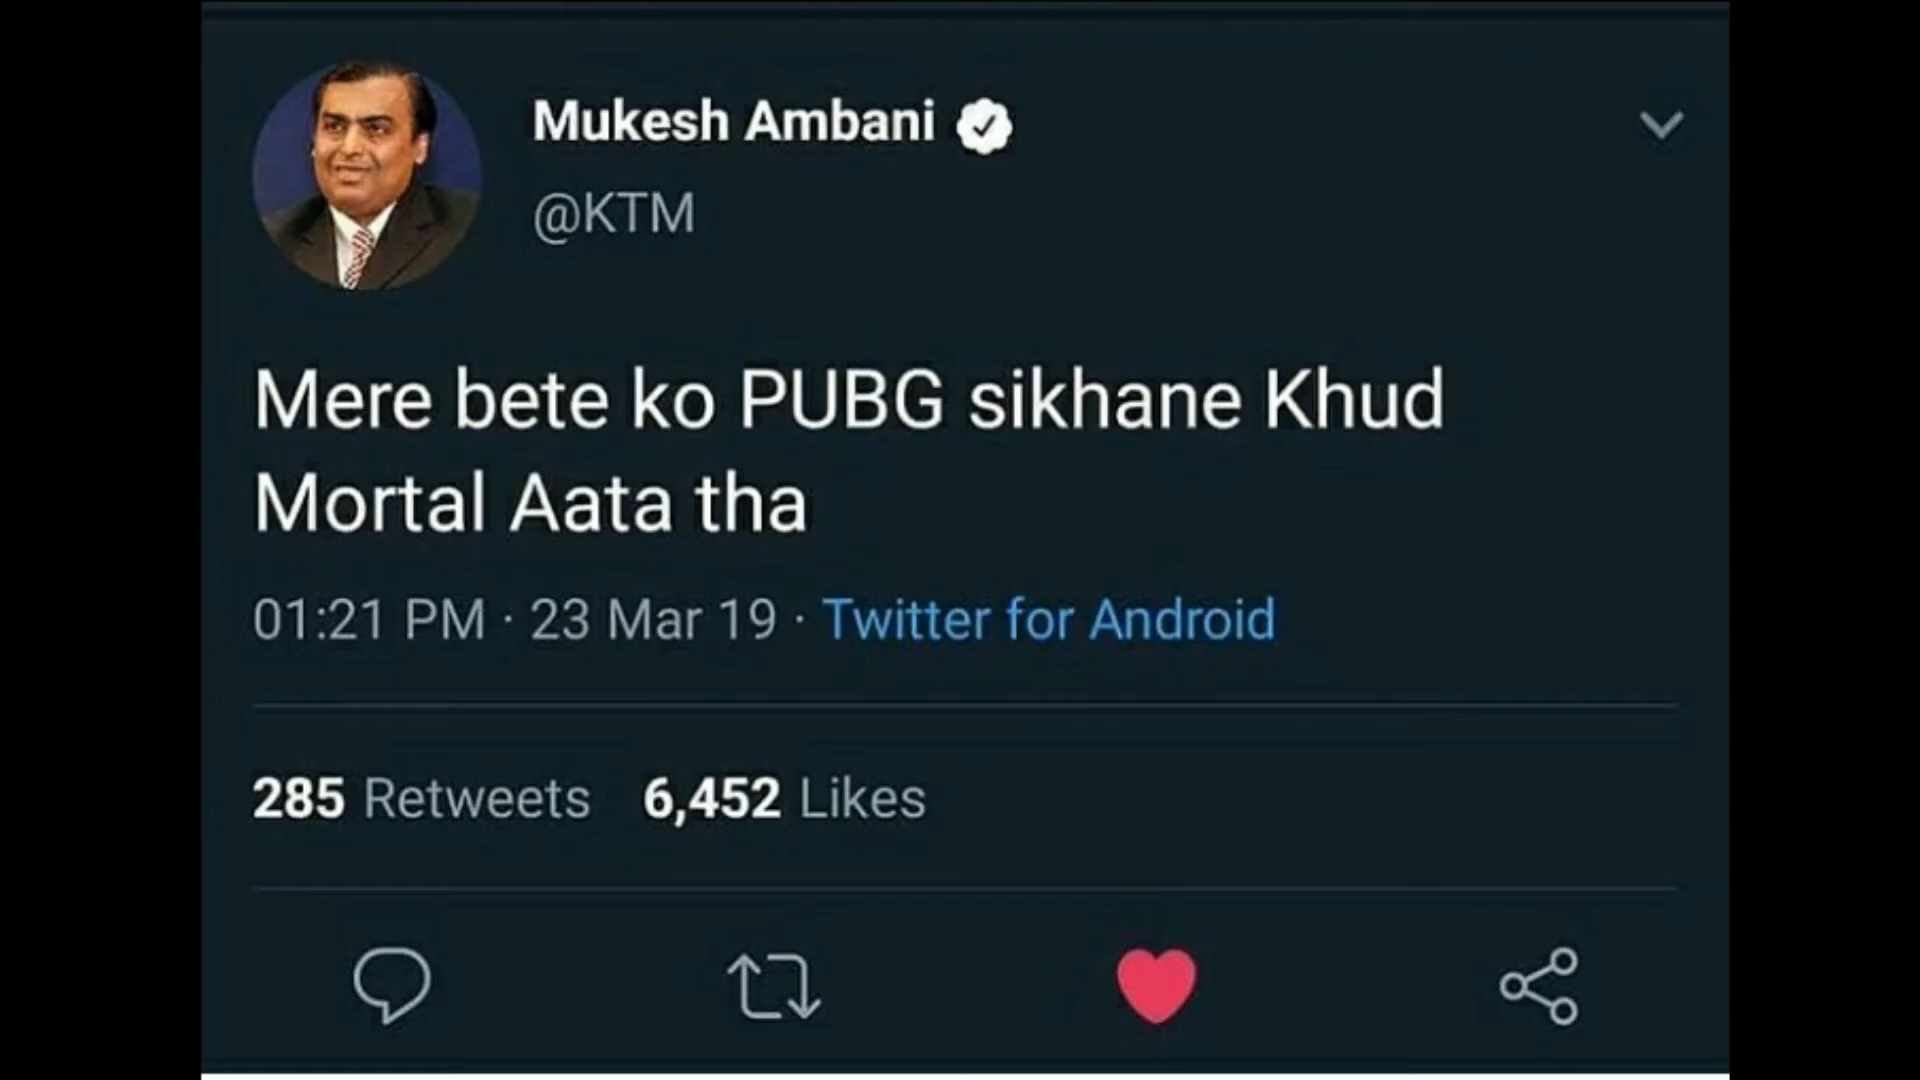 Mukesh Ambani
@KTM
Mere bete ko PUBG sikhane Khud
Mortal Aata tha
01:21 PM · 23 Mar 19 · Twitter for Android
285 Retweets 6,452 Likes